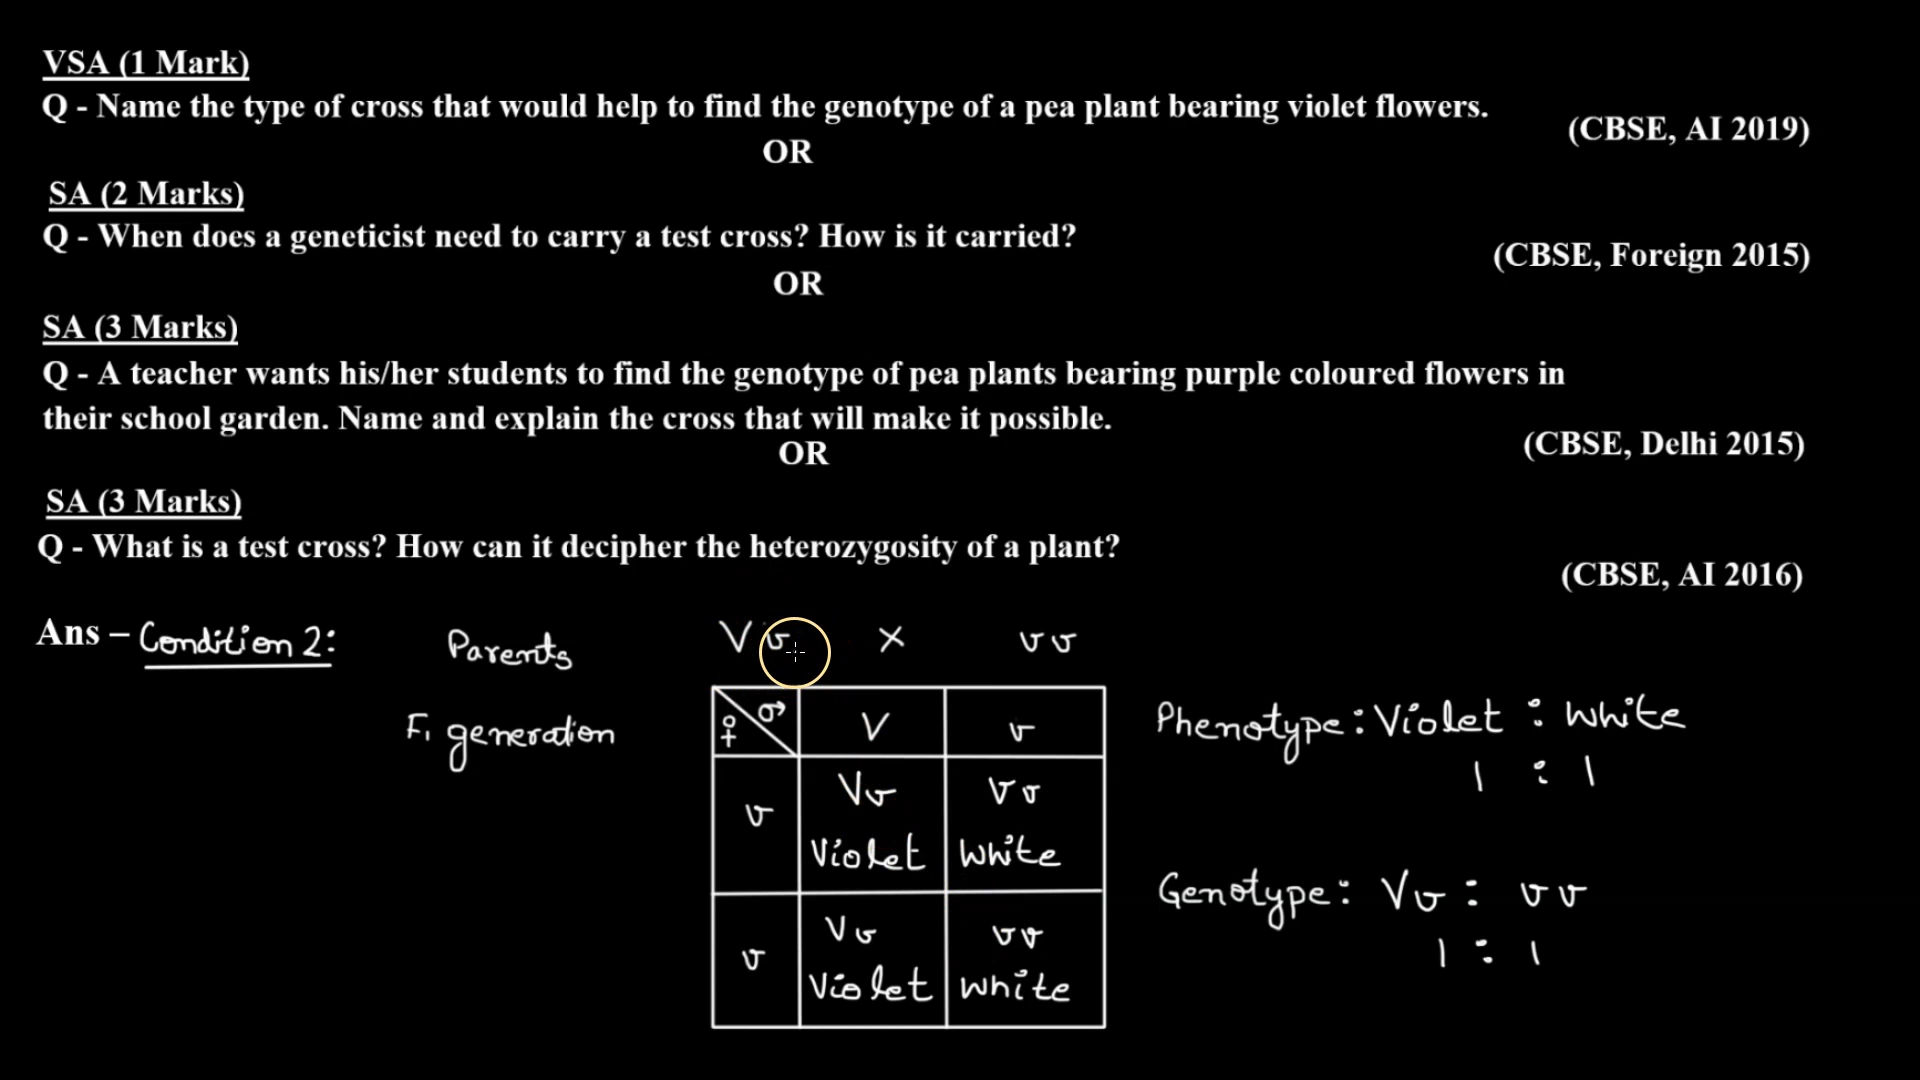 VSA (1 Mark)
Q - Name the type of cross that would help to find the genotype of a pea plant bearing violet flowers.
(CBSE, AI 2019)
OR
SA (2 Marks)
Q - When does a geneticist need to carry a test cross? How is it carried?
(CBSE, Foreign 2015)
OR
SA (3 Marks)
Q - A teacher wants his/her students to find the genotype of pea plants bearing purple coloured flowers in
their school garden. Name and explain the cross that will make it possible.
(CBSE, Delhi 2015)
OR
SA (3 Marks)
Q - What is a test cross? How can it decipher the heterozygosity of a plant?
(CBSE, AI 2016)
Ans – Condition 2: Parents Vv × vv
F₁ generation
♀ ♂ V v
v Vv vv
Violet White
v Vv vv
Violet White
Phenotype: Violet : White
1 : 1
Genotype: Vv : vv
1 : 1